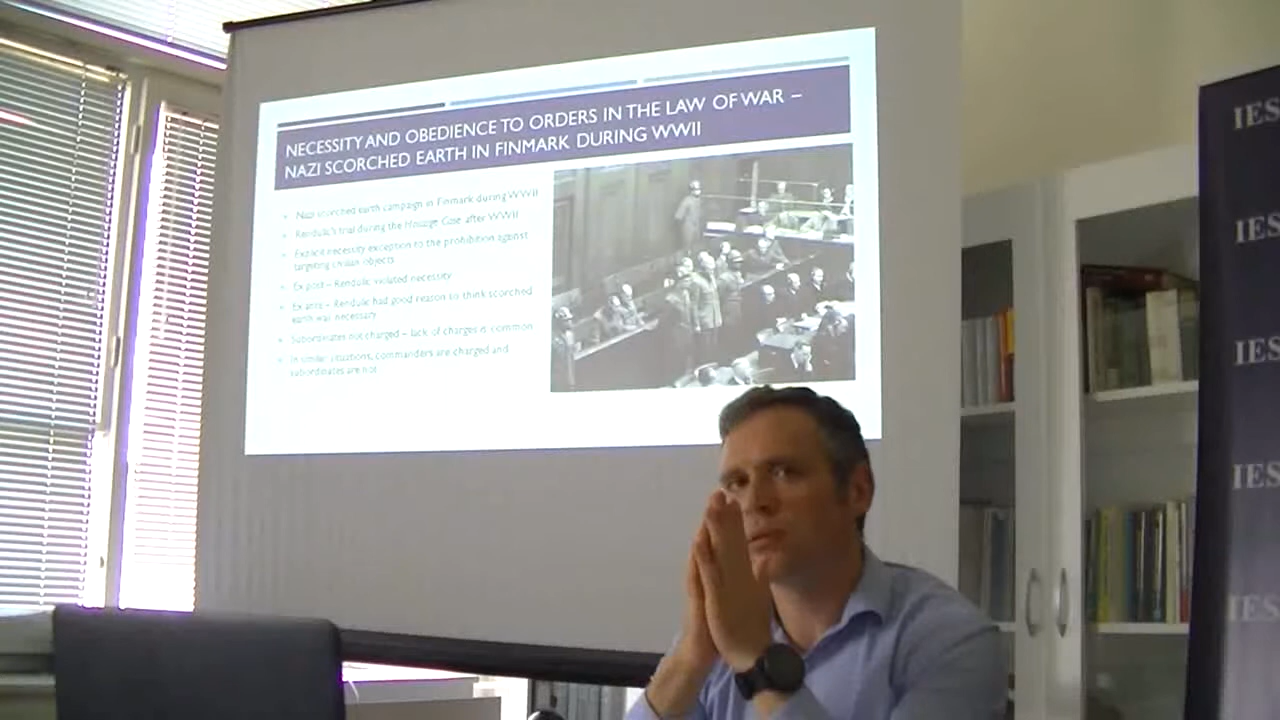 NECESSITY AND OBEDIENCE TO ORDERS IN THE LAW OF WAR –
NAZI SCORCHED EARTH IN FINMARK DURING WWII
Nazi scorched earth campaign in Finmark during WWII
Rendulic's trial during the Hostage Case after WWII
Explicit necessity exception to the prohibition against
targeting civilian objects
Ex post – Rendulic violated necessity
Ex ante – Rendulic had good reason to think scorched
earth was necessary
Subordinates not charged – lack of charges is common
In similar situations, commanders are charged and
subordinates are not
IES
IES
IES
IES
IES